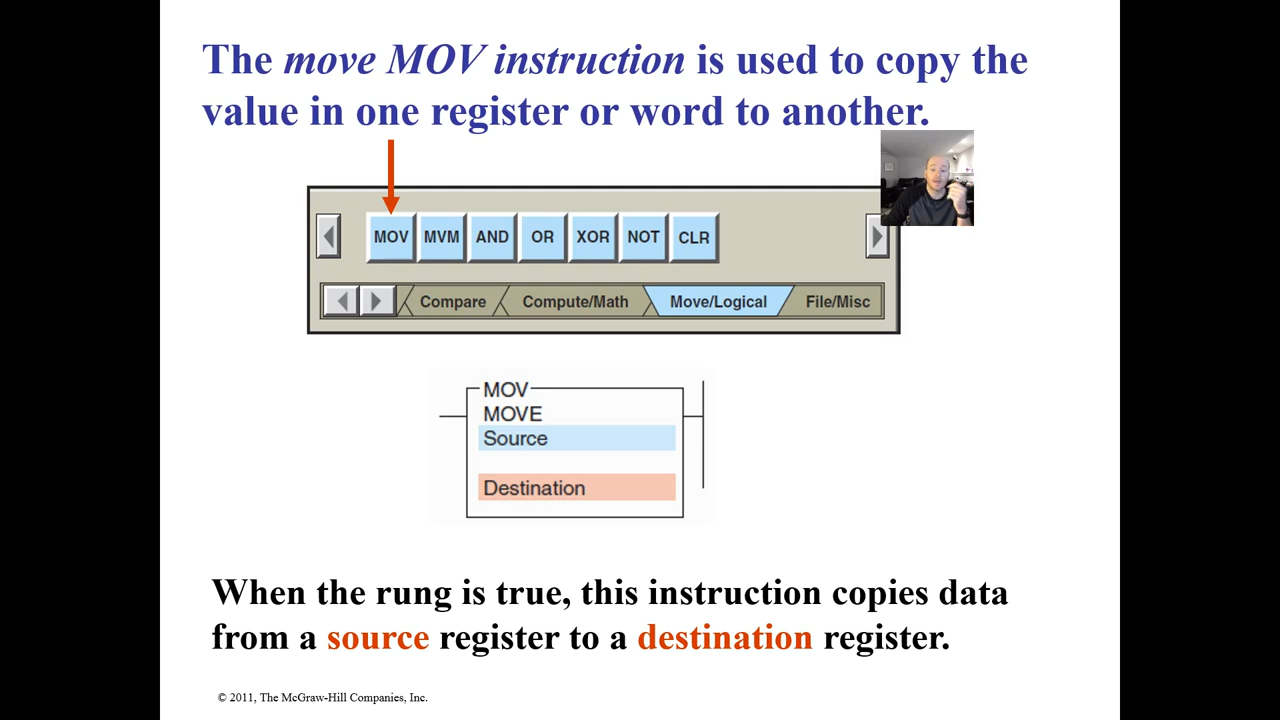 The move MOV instruction is used to copy the
value in one register or word to another.
MOV MVM AND OR XOR NOT CLR
Compare Compute/Math Move/Logical File/Misc
MOV
MOVE
Source
Destination
When the rung is true, this instruction copies data
from a source register to a destination register.
© 2011, The McGraw-Hill Companies, Inc.